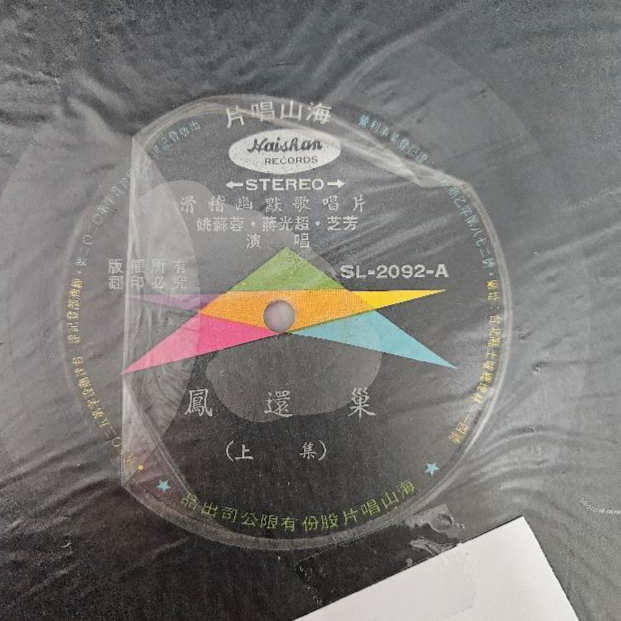 海山唱片
Haishan
RECORDS
←STEREO→
滑稽幽默歌唱片
姚蘇蓉・蔣光超・芝芳
演唱
版權所有
翻印必究
SL-2092-A
鳳還巢
(上集)
海山唱片股份有限公司出品